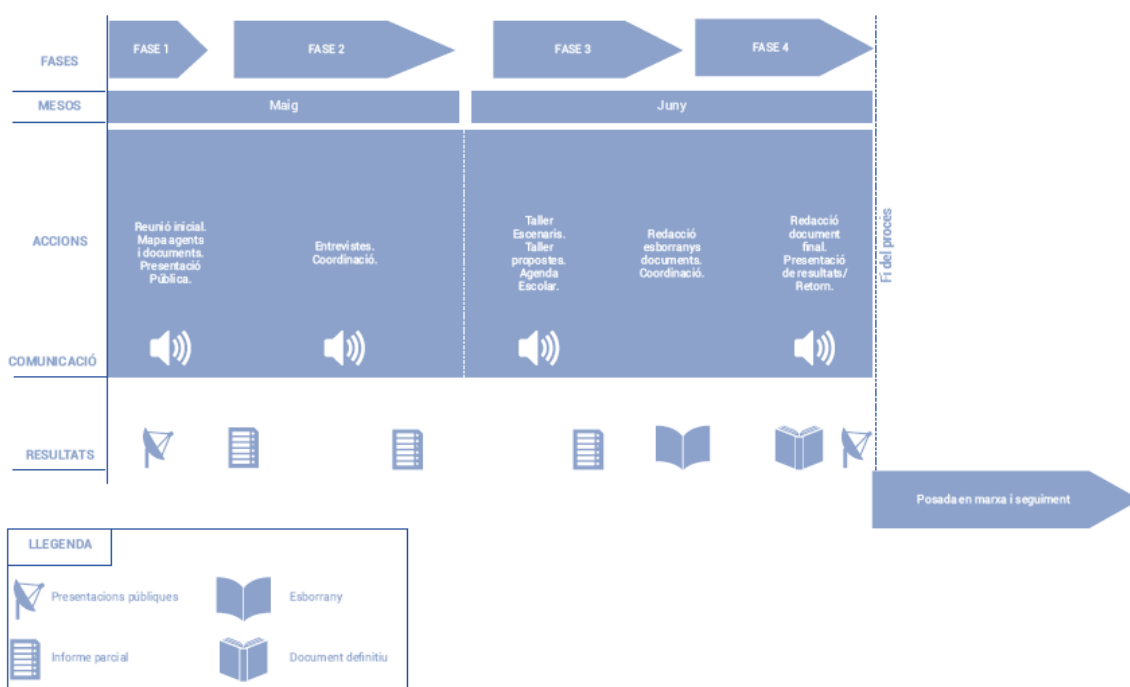 FASES
FASE 1
FASE 2
FASE 3
FASE 4
MESOS
Maig
Juny
ACCIONS
Reunió inicial.
Mapa agents
i documents.
Presentació
Pública.
Entrevistes.
Coordinació.
Taller
Escenaris.
Taller
propostes.
Agenda
Escolar.
Redacció
esborranys
documents.
Coordinació.
Redacció
document
final.
Presentació
de resultats/
Retorn.
Fi del procés
COMUNICACIÓ
RESULTATS
Posada en marxa i seguiment
LLEGENDA
Presentacions públiques
Esborrany
Informe parcial
Document definitiu